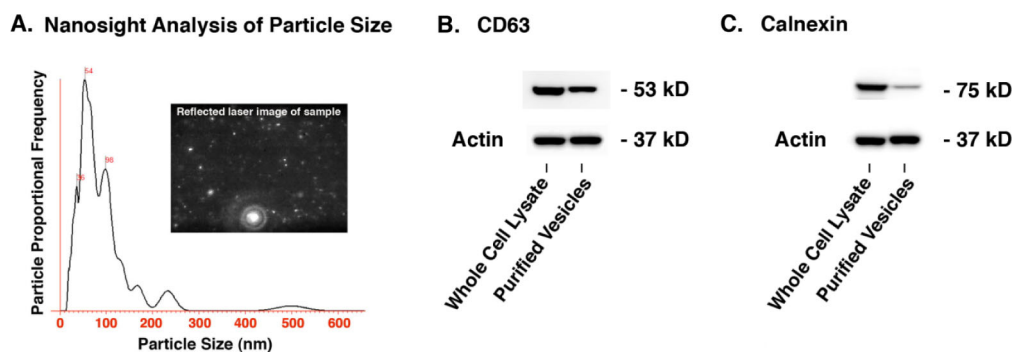 A. Nanosight Analysis of Particle Size
Particle Proportional Frequency
54
96
Reflected laser image of sample
0 100 200 300 400 500 600
Particle Size (nm)
B. CD63
- 53 kD
Actin - 37 kD
Whole Cell Lysate
Purified Vesicles
C. Calnexin
- 75 kD
Actin - 37 kD
Whole Cell Lysate
Purified Vesicles